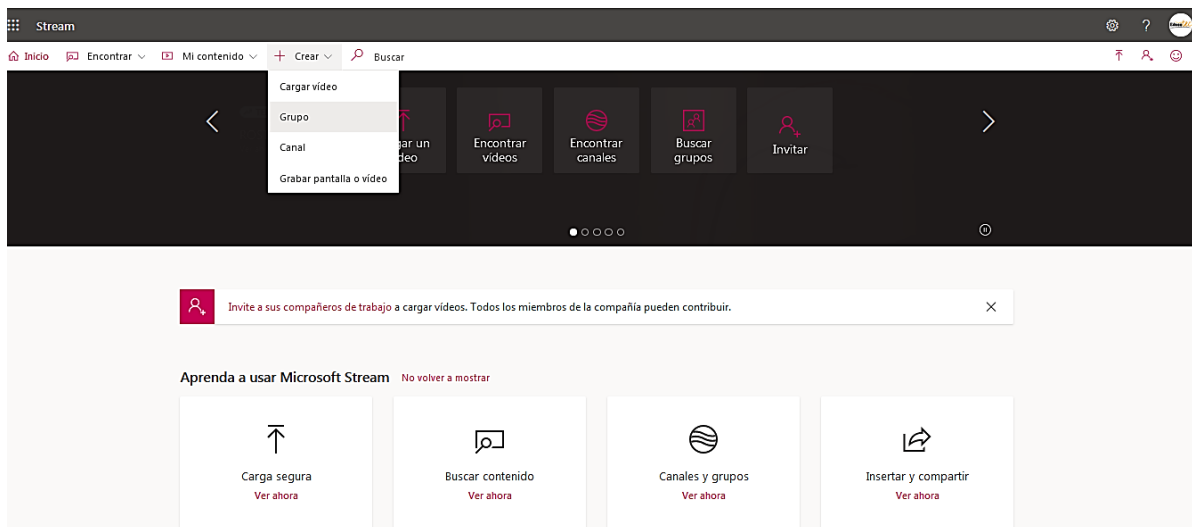 Stream
?
Inicio Encontrar Mi contenido Crear Buscar
Cargar vídeo
Grupo
Canal
Grabar pantalla o vídeo
Encontrar
vídeos
Encontrar
canales
Buscar
grupos
Invitar
Invite a sus compañeros de trabajo a cargar vídeos. Todos los miembros de la compañía pueden contribuir.
Aprenda a usar Microsoft Stream No volver a mostrar
Carga segura
Ver ahora
Buscar contenido
Ver ahora
Canales y grupos
Ver ahora
Insertar y compartir
Ver ahora